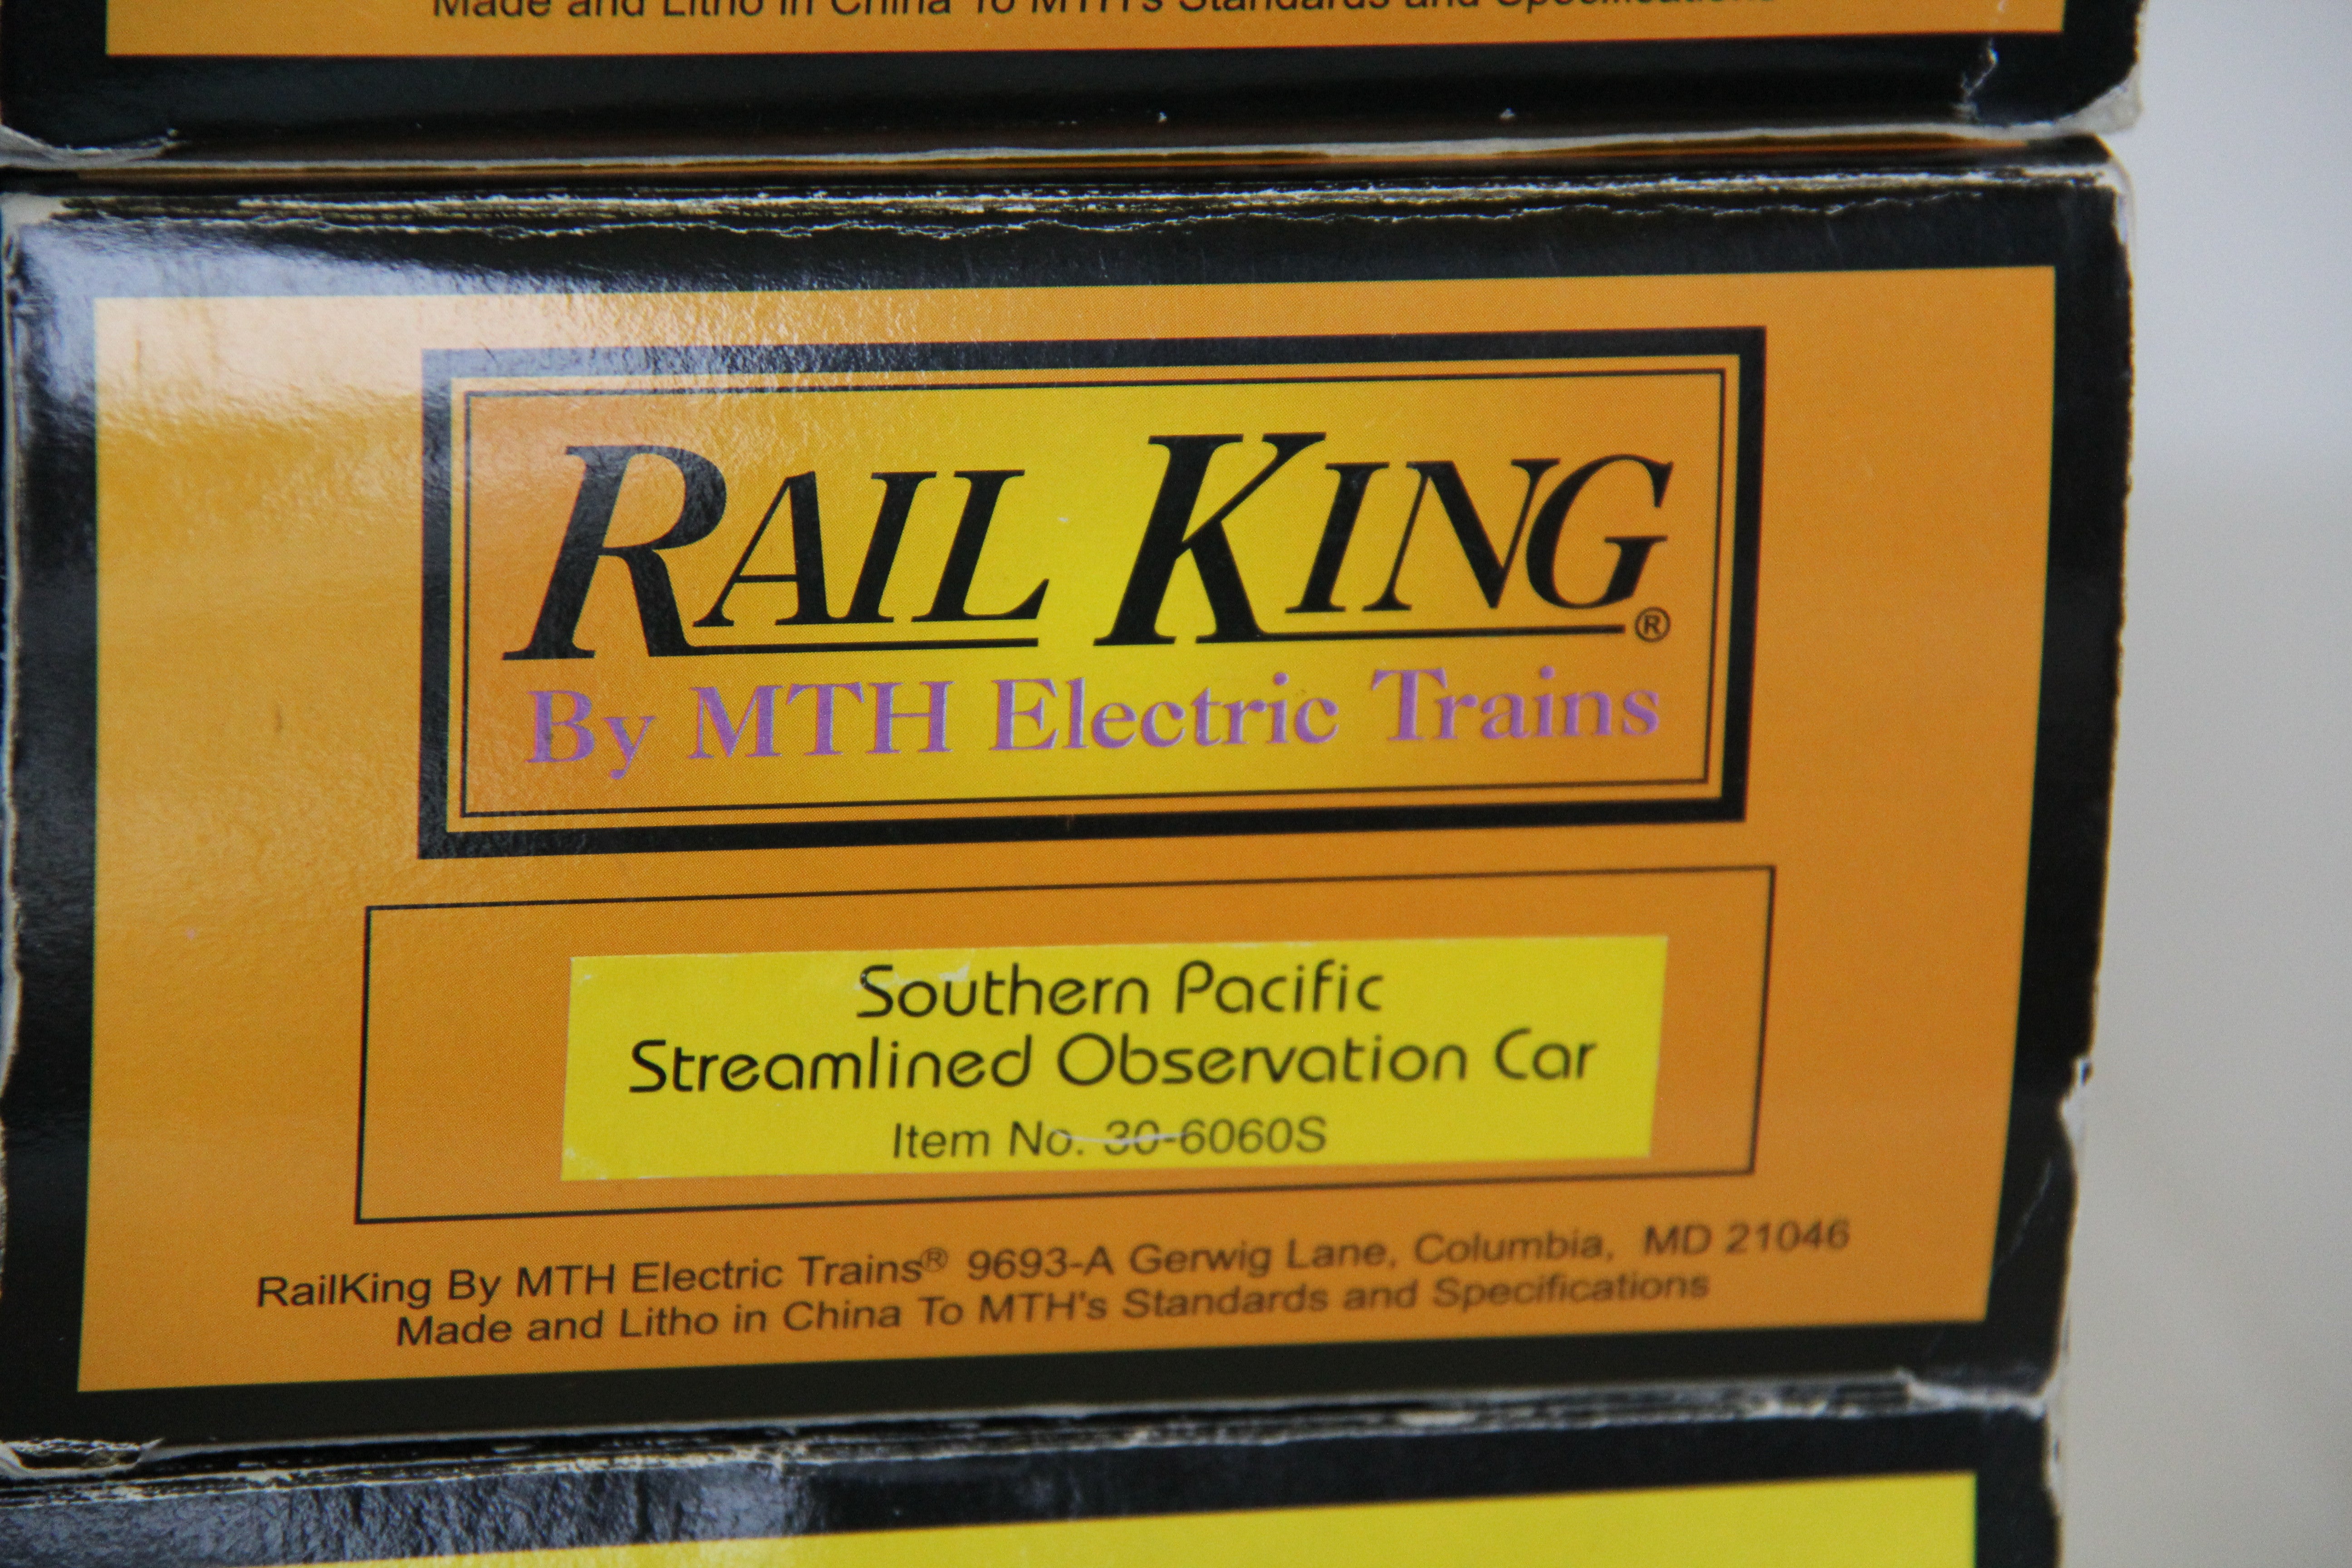 Made and Litho in China To MTH's Standards and Specifications
RAIL KING®
By MTH Electric Trains
Southern Pacific
Streamlined Observation Car
Item No. 30-6060S
RailKing By MTH Electric Trains® 9693-A Gerwig Lane, Columbia, MD 21046
Made and Litho in China To MTH's Standards and Specifications